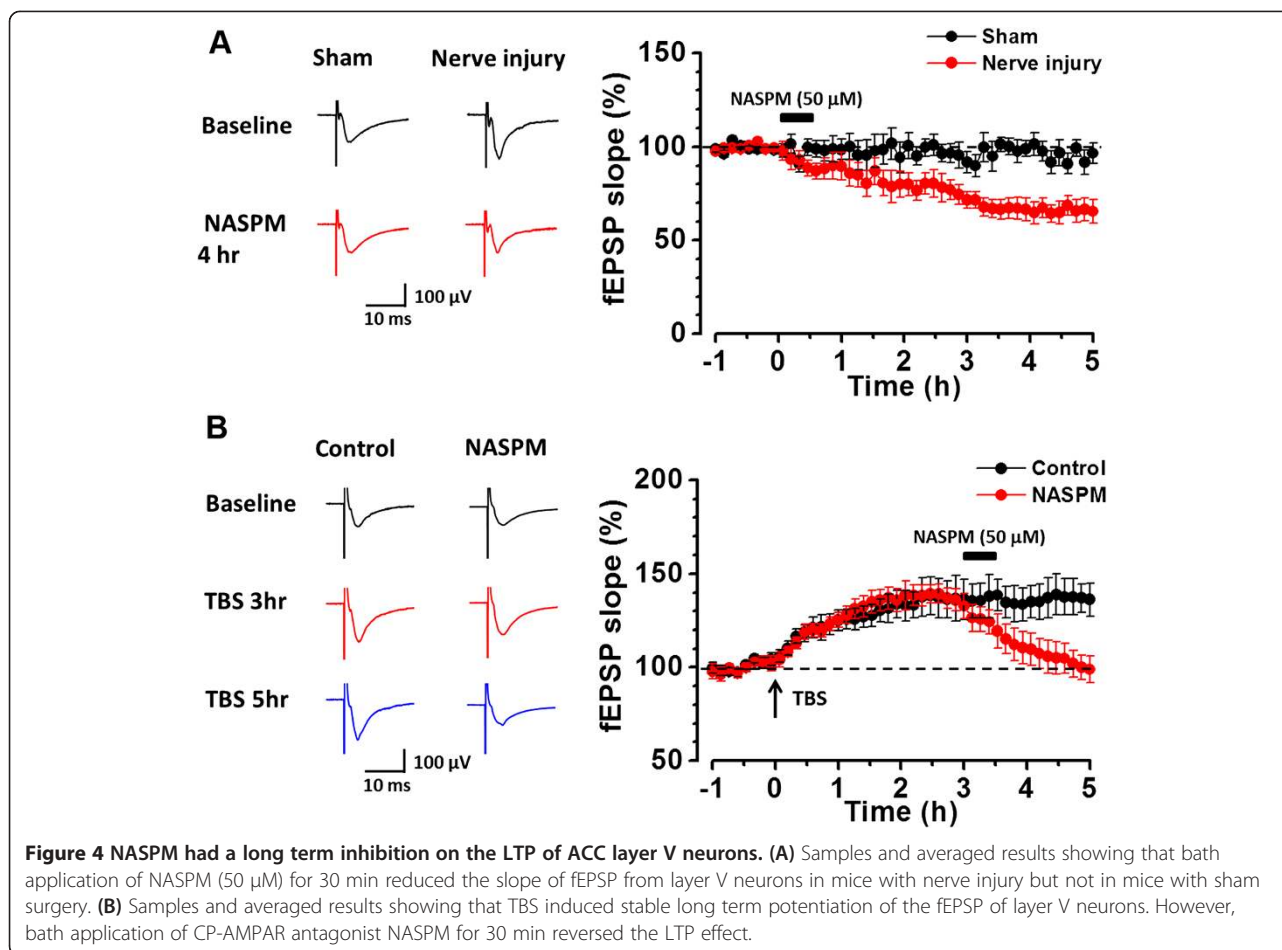 A
Sham Nerve injury
Baseline
NASPM
4 hr
100 µV
10 ms
Sham
Nerve injury
NASPM (50 µM)
fEPSP slope (%)
150
100
50
0
-1 0 1 2 3 4 5
Time (h)
B
Control NASPM
Baseline
TBS 3hr
TBS 5hr
100 µV
10 ms
Control
NASPM
NASPM (50 µM)
fEPSP slope (%)
200
150
100
50
TBS
-1 0 1 2 3 4 5
Time (h)
Figure 4 NASPM had a long term inhibition on the LTP of ACC layer V neurons. (A) Samples and averaged results showing that bath
application of NASPM (50 µM) for 30 min reduced the slope of fEPSP from layer V neurons in mice with nerve injury but not in mice with sham
surgery. (B) Samples and averaged results showing that TBS induced stable long term potentiation of the fEPSP of layer V neurons. However,
bath application of CP-AMPAR antagonist NASPM for 30 min reversed the LTP effect.